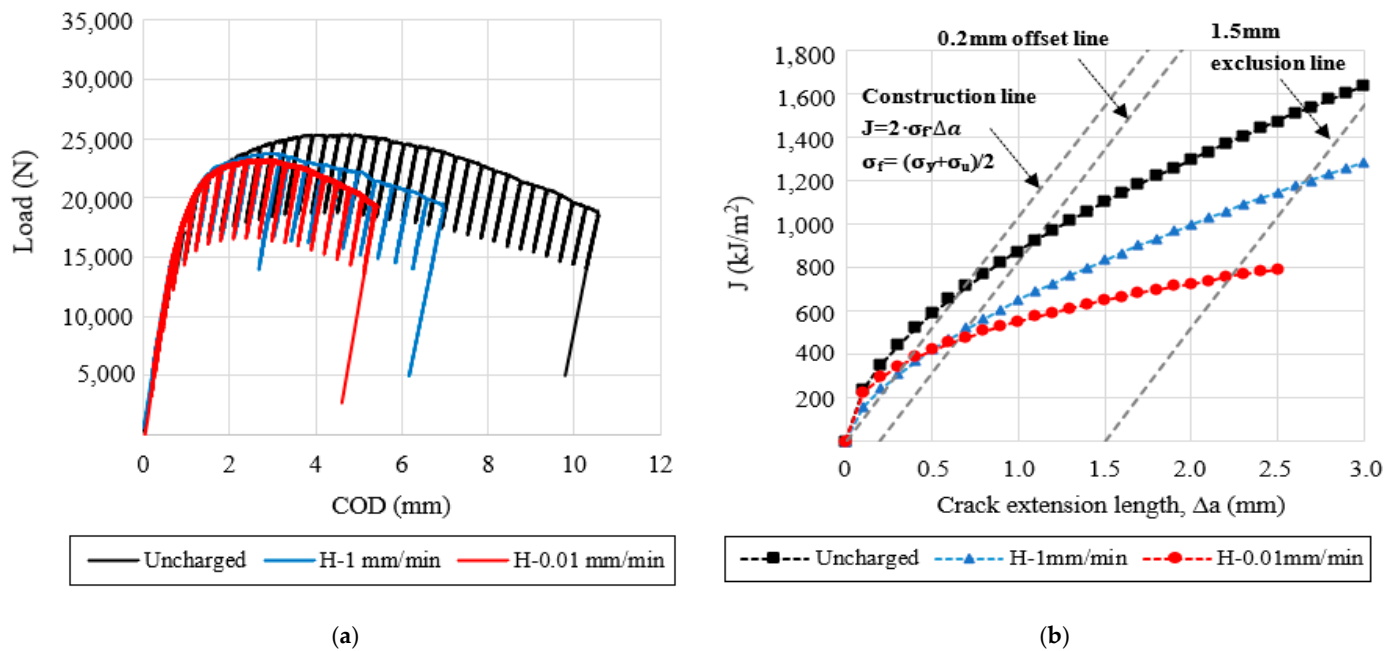 35,000
30,000
25,000
20,000
15,000
10,000
5,000
0
2
4
6
8
10
12
Load (N)
COD (mm)
Uncharged
H-1 mm/min
H-0.01 mm/min
(a)
0.2mm offset line
1.5mm
exclusion line
Construction line
J=2·σf·Δa
σf= (σy+σu)/2
1,800
1,600
1,400
1,200
1,000
800
600
400
200
0
0.5
1.0
1.5
2.0
2.5
3.0
J (kJ/m²)
Crack extension length, Δa (mm)
Uncharged
H-1mm/min
H-0.01mm/min
(b)